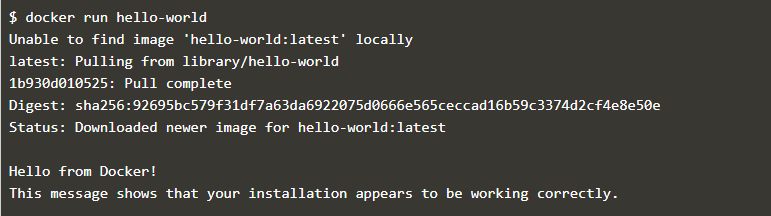 $ docker run hello-world
Unable to find image 'hello-world:latest' locally
latest: Pulling from library/hello-world
1b930d010525: Pull complete
Digest: sha256:92695bc579f31df7a63da6922075d0666e565ceccad16b59c3374d2cf4e8e50e
Status: Downloaded newer image for hello-world:latest
Hello from Docker!
This message shows that your installation appears to be working correctly.